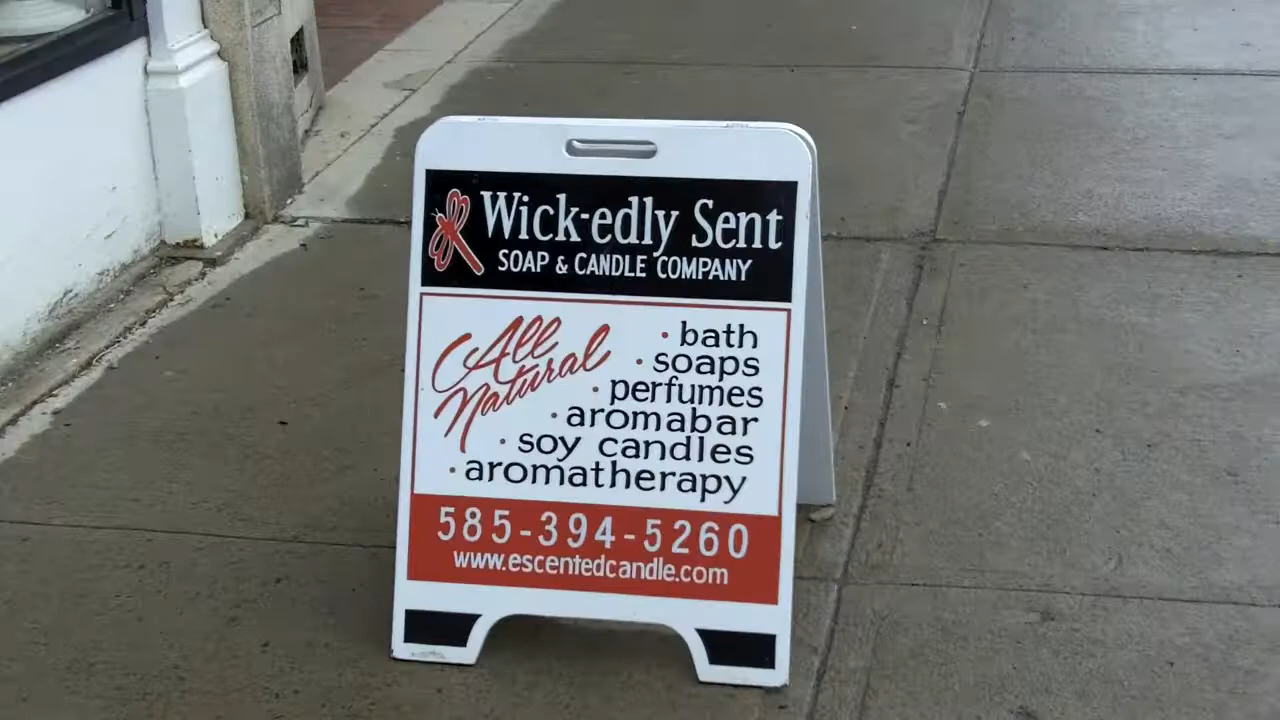 Wick-edly Sent
SOAP & CANDLE COMPANY
All
Natural
· bath
· soaps
· perfumes
· aromabar
· soy candles
· aromatherapy
585-394-5260
www.escentedcandle.com